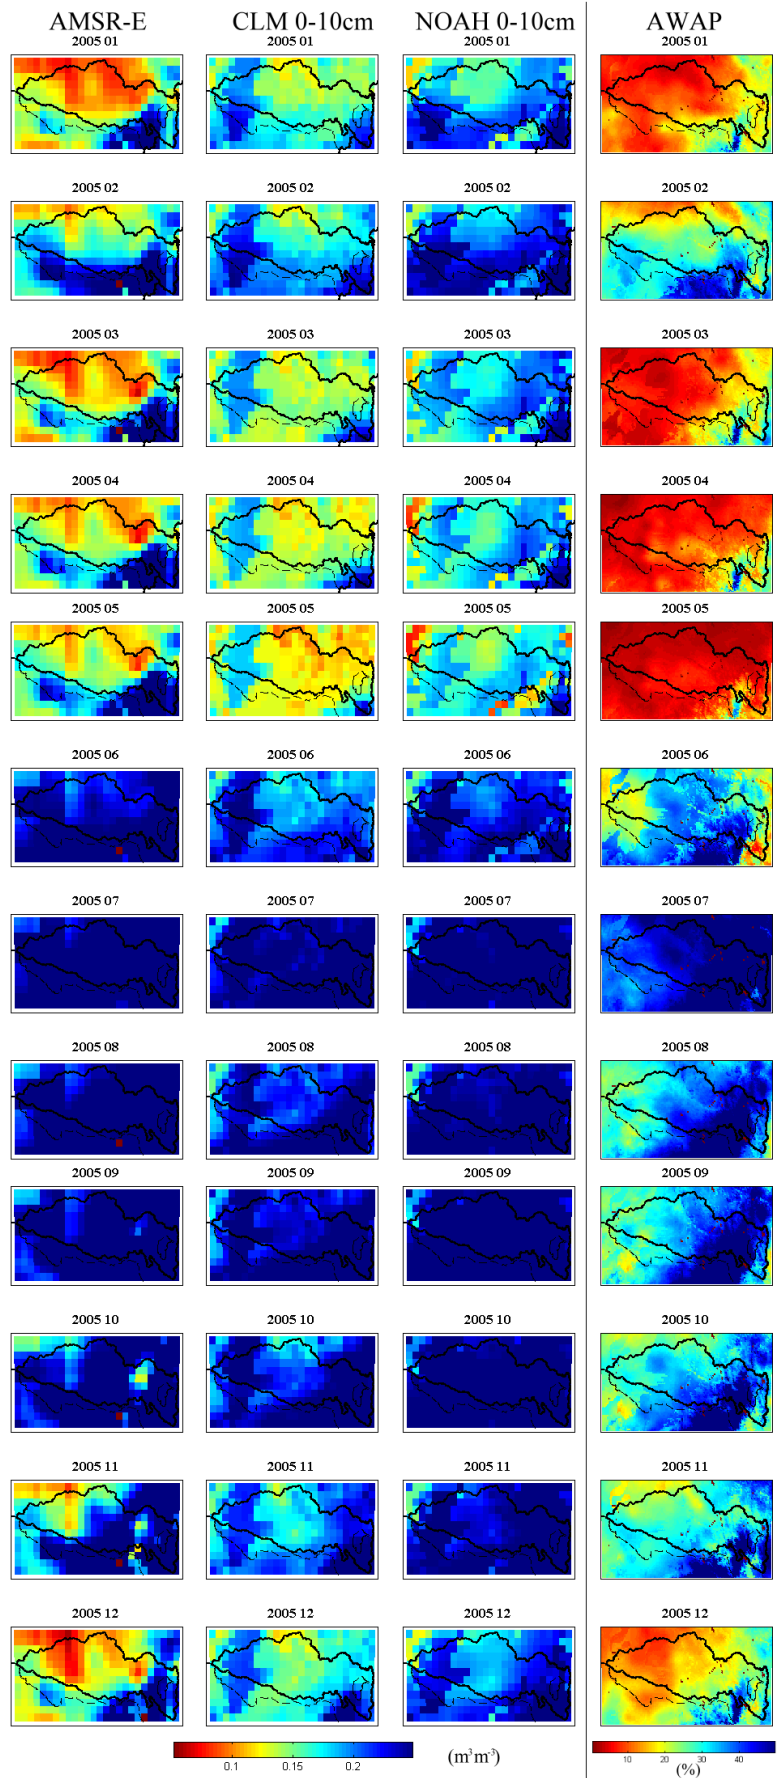 AMSR-E CLM 0-10cm NOAH 0-10cm AWAP
2005 01 2005 01 2005 01 2005 01
2005 02 2005 02 2005 02 2005 02
2005 03 2005 03 2005 03 2005 03
2005 04 2005 04 2005 04 2005 04
2005 05 2005 05 2005 05 2005 05
2005 06 2005 06 2005 06 2005 06
2005 07 2005 07 2005 07 2005 07
2005 08 2005 08 2005 08 2005 08
2005 09 2005 09 2005 09 2005 09
2005 10 2005 10 2005 10 2005 10
2005 11 2005 11 2005 11 2005 11
2005 12 2005 12 2005 12 2005 12
0.1 0.15 0.2 (m³m⁻³) 10 20 30 40
(%)